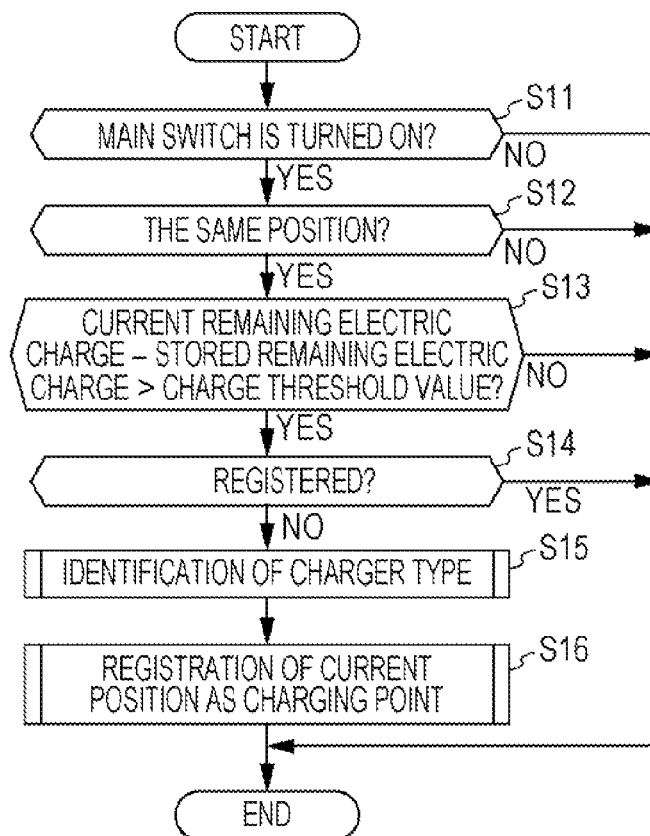 START
S11
MAIN SWITCH IS TURNED ON?
NO
YES
S12
THE SAME POSITION?
NO
YES
S13
CURRENT REMAINING ELECTRIC
CHARGE – STORED REMAINING ELECTRIC
CHARGE > CHARGE THRESHOLD VALUE?
NO
YES
S14
REGISTERED?
YES
NO
S15
IDENTIFICATION OF CHARGER TYPE
S16
REGISTRATION OF CURRENT
POSITION AS CHARGING POINT
END